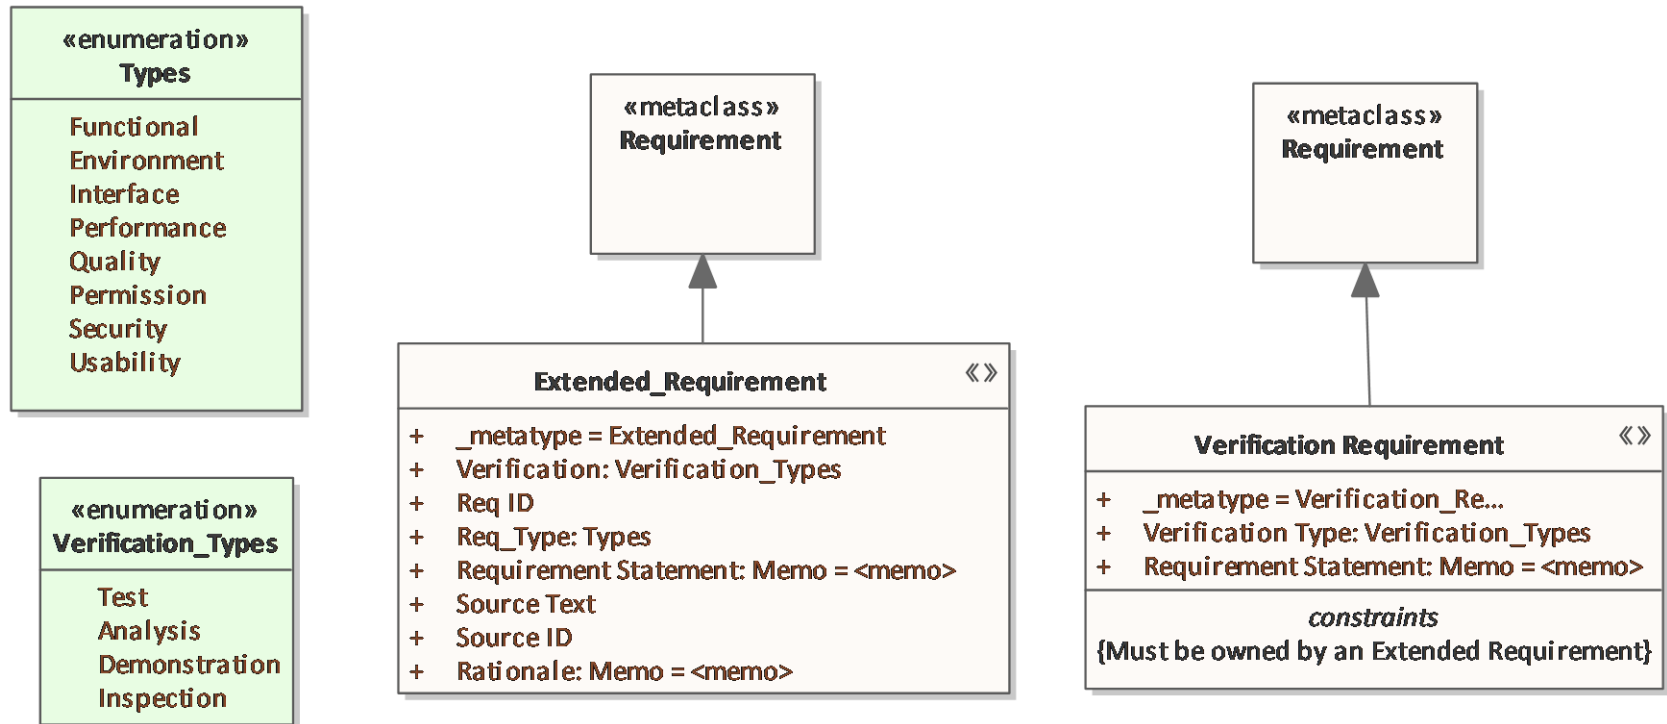 «enumeration»
Types
Functional
Environment
Interface
Performance
Quality
Permission
Security
Usability
«enumeration»
Verification_Types
Test
Analysis
Demonstration
Inspection
«metaclass»
Requirement
Extended_Requirement «»
+ _metatype = Extended_Requirement
+ Verification: Verification_Types
+ Req ID
+ Req_Type: Types
+ Requirement Statement: Memo = <memo>
+ Source Text
+ Source ID
+ Rationale: Memo = <memo>
«metaclass»
Requirement
Verification Requirement «»
+ _metatype = Verification_Re...
+ Verification Type: Verification_Types
+ Requirement Statement: Memo = <memo>
constraints
{Must be owned by an Extended Requirement}